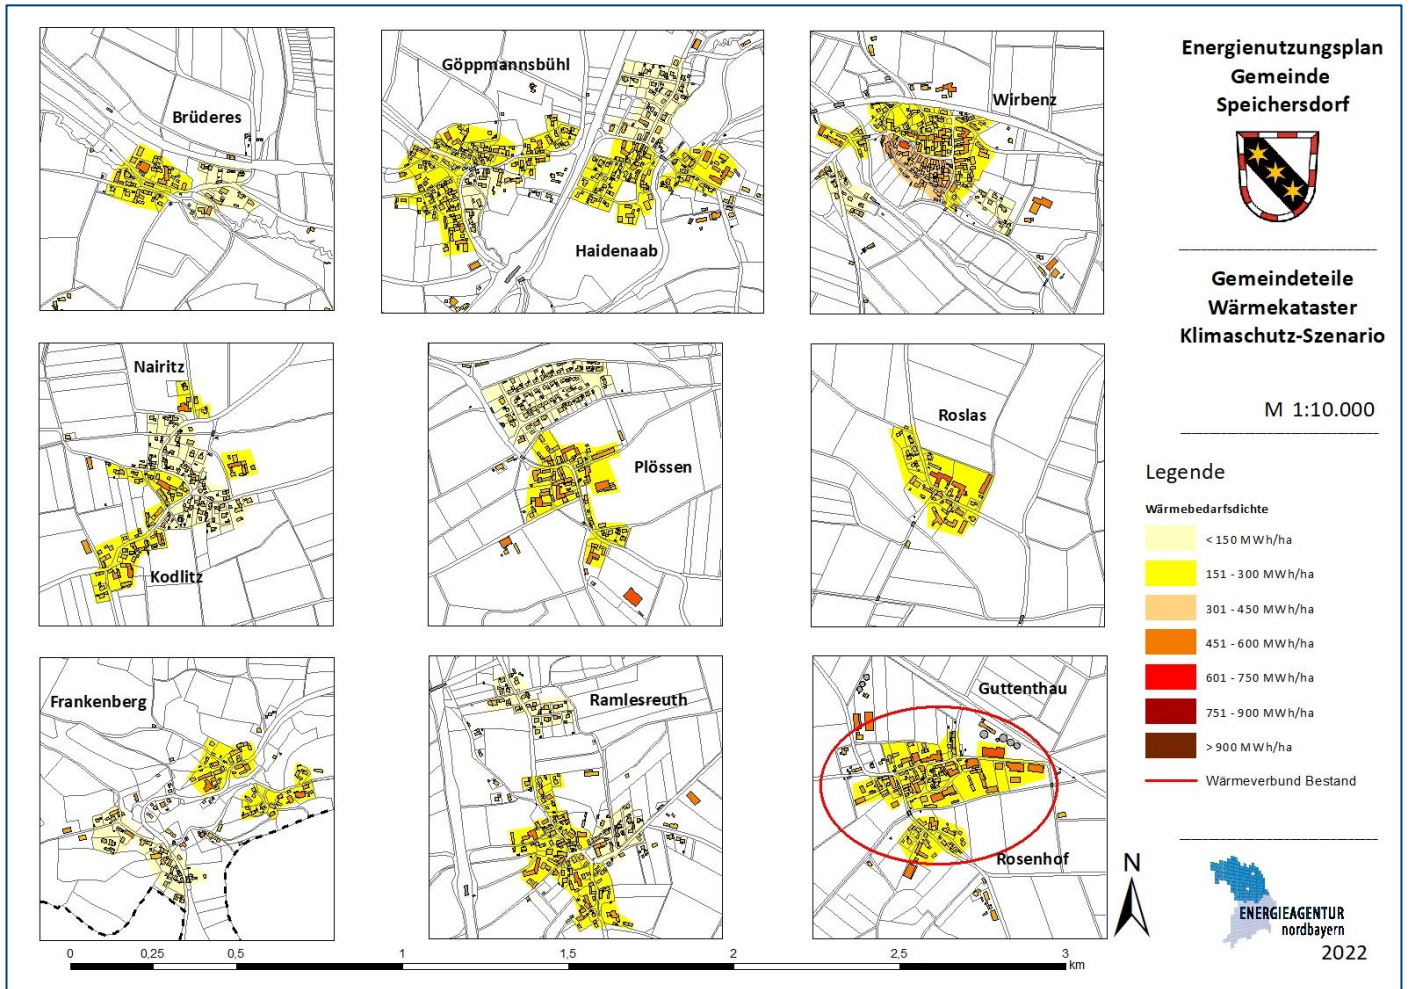 Energienutzungsplan
Gemeinde
Speichersdorf
Gemeindeteile
Wärmekataster
Klimaschutz-Szenario
M 1:10.000
Brüderes
Göppmannsbühl
Haidenaab
Wirbenz
Nairitz
Kodlitz
Plössen
Roslas
Frankenberg
Ramlesreuth
Guttenthau
Rosenhof
Legende
Wärmebedarfsdichte
< 150 MWh/ha
151 - 300 MWh/ha
301 - 450 MWh/ha
451 - 600 MWh/ha
601 - 750 MWh/ha
751 - 900 MWh/ha
> 900 MWh/ha
Wärmeverbund Bestand
N
ENERGIEAGENTUR
nordbayern
2022
0 0,25 0,5 1 1,5 2 2,5 3
km